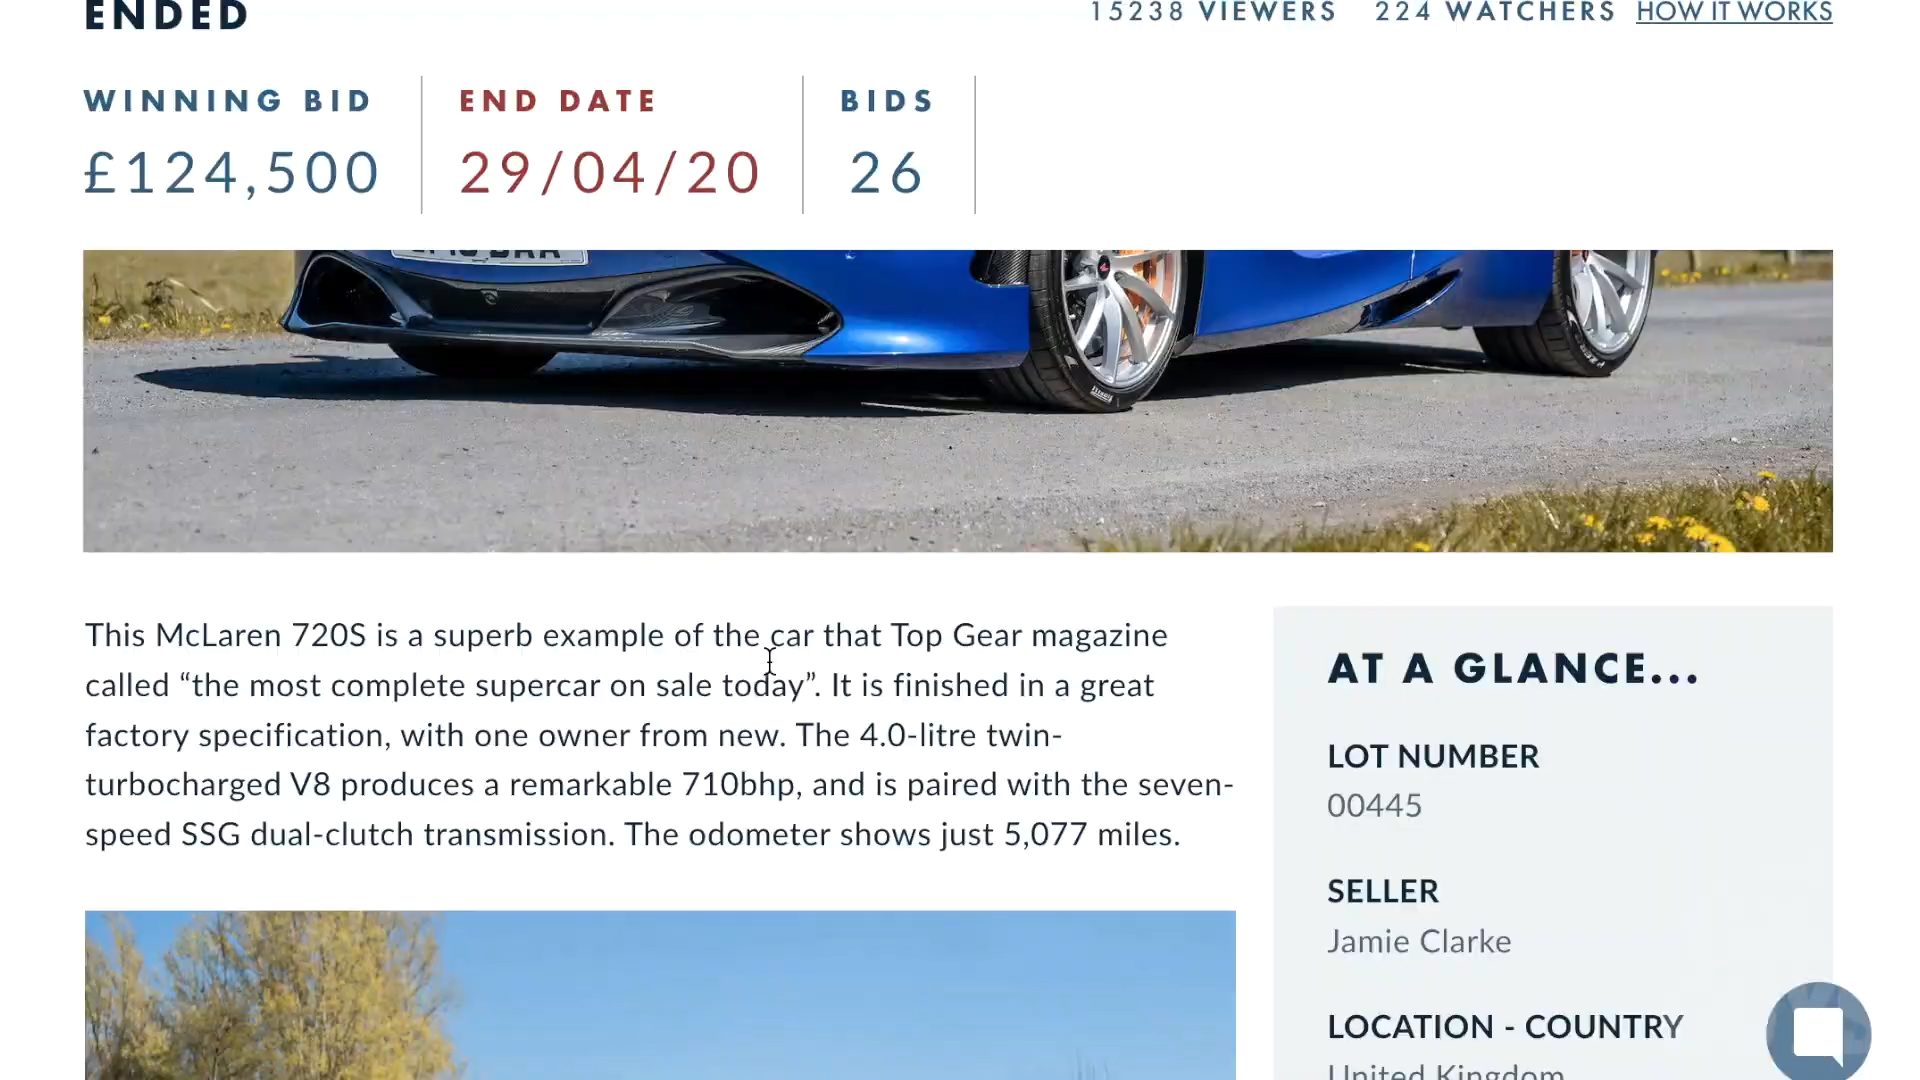 ENDED
15238 VIEWERS 224 WATCHERS HOW IT WORKS
WINNING BID
£124,500
END DATE
29/04/20
BIDS
26
This McLaren 720S is a superb example of the car that Top Gear magazine
called “the most complete supercar on sale today”. It is finished in a great
factory specification, with one owner from new. The 4.0-litre twin-
turbocharged V8 produces a remarkable 710bhp, and is paired with the seven-
speed SSG dual-clutch transmission. The odometer shows just 5,077 miles.
AT A GLANCE...
LOT NUMBER
00445
SELLER
Jamie Clarke
LOCATION - COUNTRY
United Kingdom